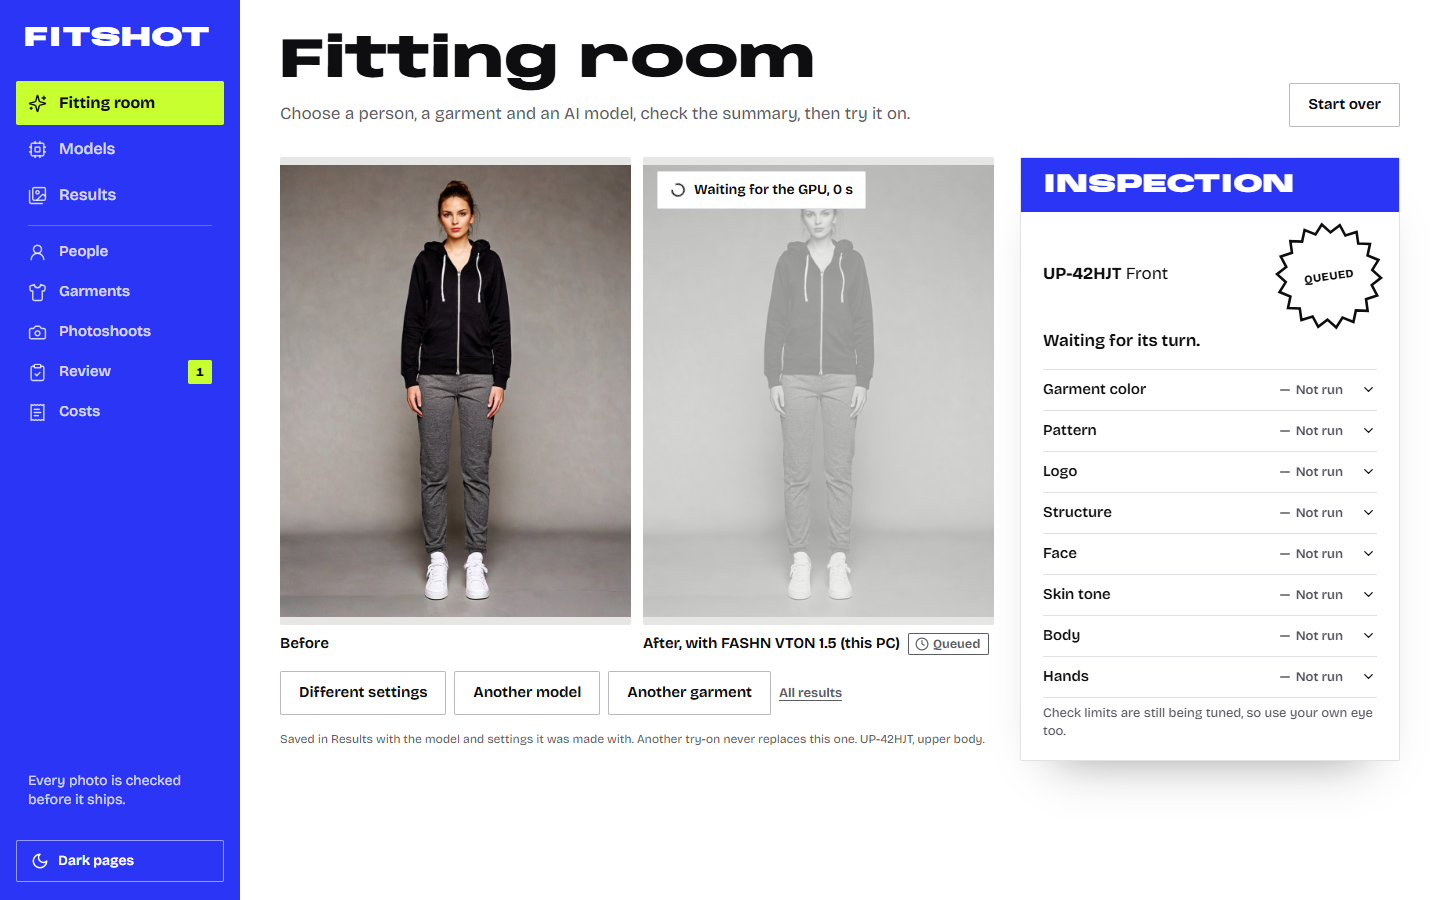 FITSHOT
Fitting room
Models
Results
People
Garments
Photoshoots
Review
1
Costs
Every photo is checked
before it ships.
Dark pages
Fitting room
Choose a person, a garment and an AI model, check the summary, then try it on.
Start over
Waiting for the GPU, 0 s
Before
After, with FASHN VTON 1.5 (this PC)
Queued
Different settings
Another model
Another garment
All results
Saved in Results with the model and settings it was made with. Another try-on never replaces this one. UP-42HJT, upper body.
INSPECTION
UP-42HJT Front
QUEUED
Waiting for its turn.
Garment color — Not run
Pattern — Not run
Logo — Not run
Structure — Not run
Face — Not run
Skin tone — Not run
Body — Not run
Hands — Not run
Check limits are still being tuned, so use your own eye
too.